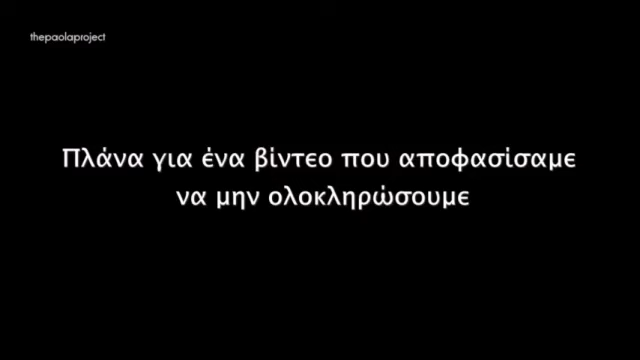 thepaolaproject
Πλάνα για ένα βίντεο που αποφασίσαμε
να μην ολοκληρώσουμε